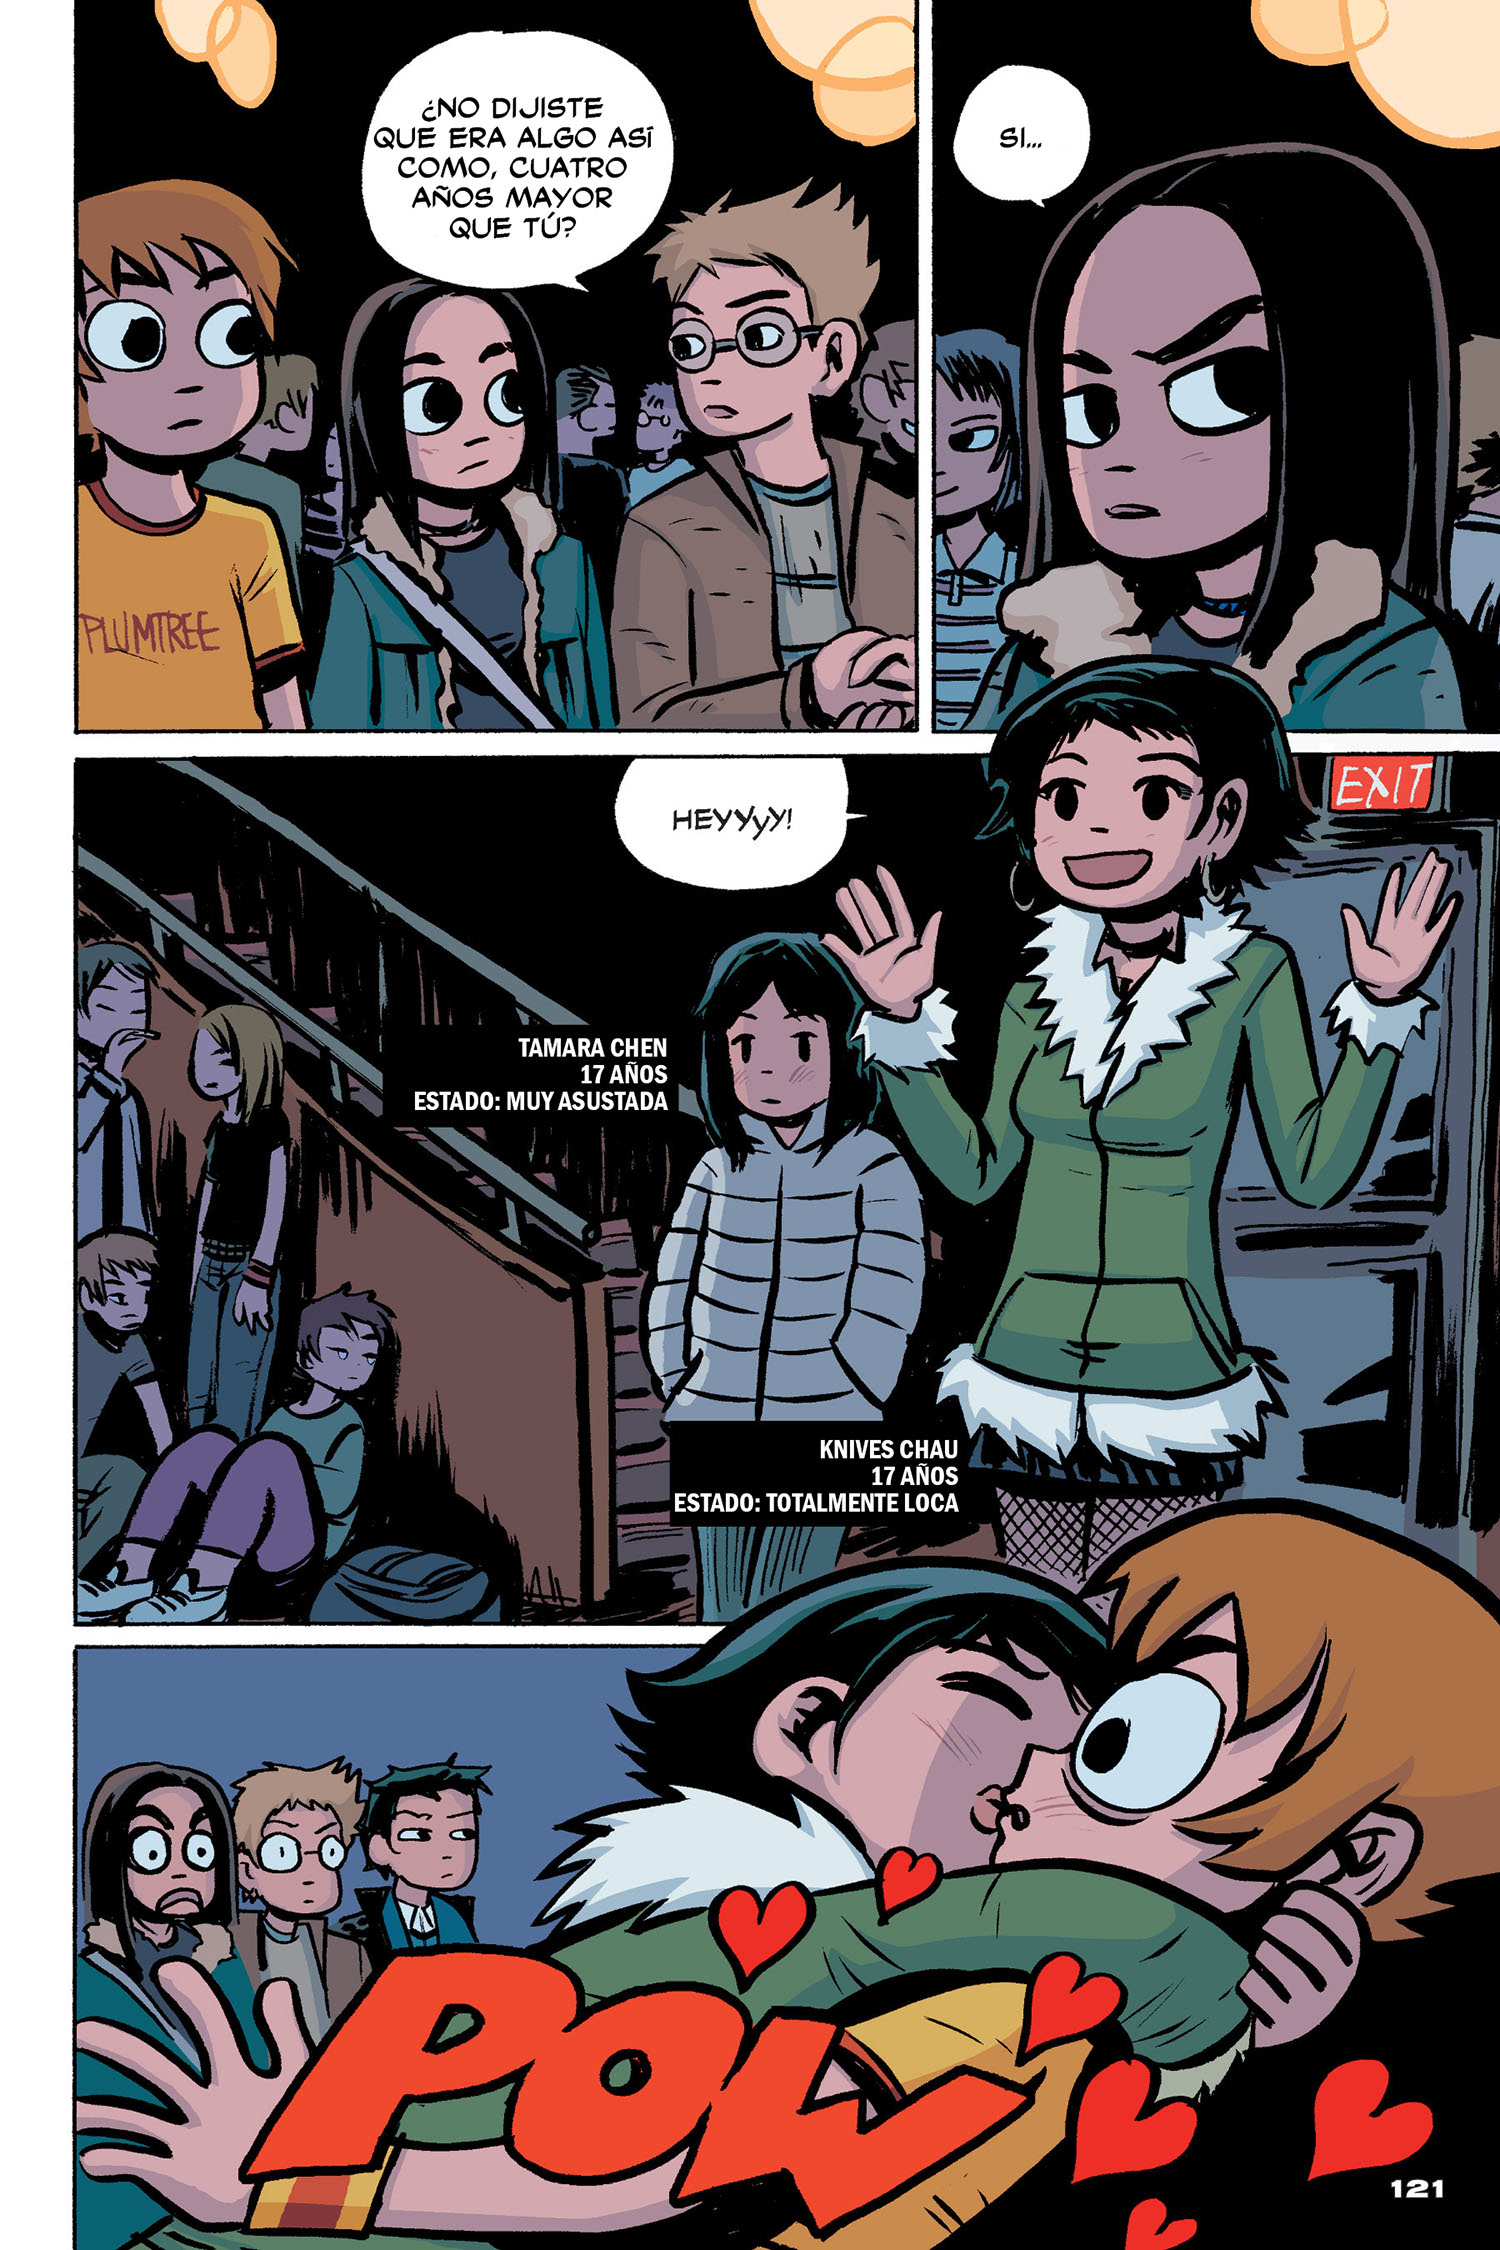 ¿NO DIJISTE
QUE ERA ALGO ASÍ
COMO, CUATRO
AÑOS MAYOR
QUE TÚ?
SI...
PLUMTREE
HEYYyY!
EXIT
TAMARA CHEN
17 AÑOS
ESTADO: MUY ASUSTADA
KNIVES CHAU
17 AÑOS
ESTADO: TOTALMENTE LOCA
POW
121